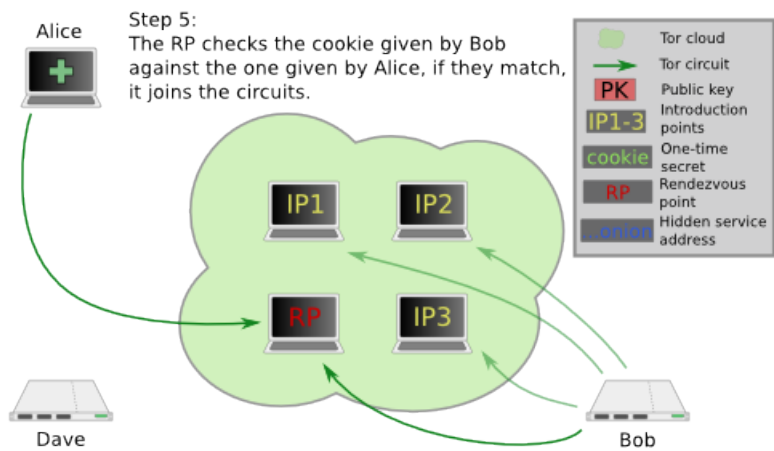 Alice
Step 5:
The RP checks the cookie given by Bob
against the one given by Alice, if they match,
it joins the circuits.
Tor cloud
Tor circuit
PK
Public key
IP1-3
Introduction
points
cookie
One-time
secret
RP
Rendezvous
point
...onion
Hidden service
address
IP1
IP2
RP
IP3
Dave
Bob